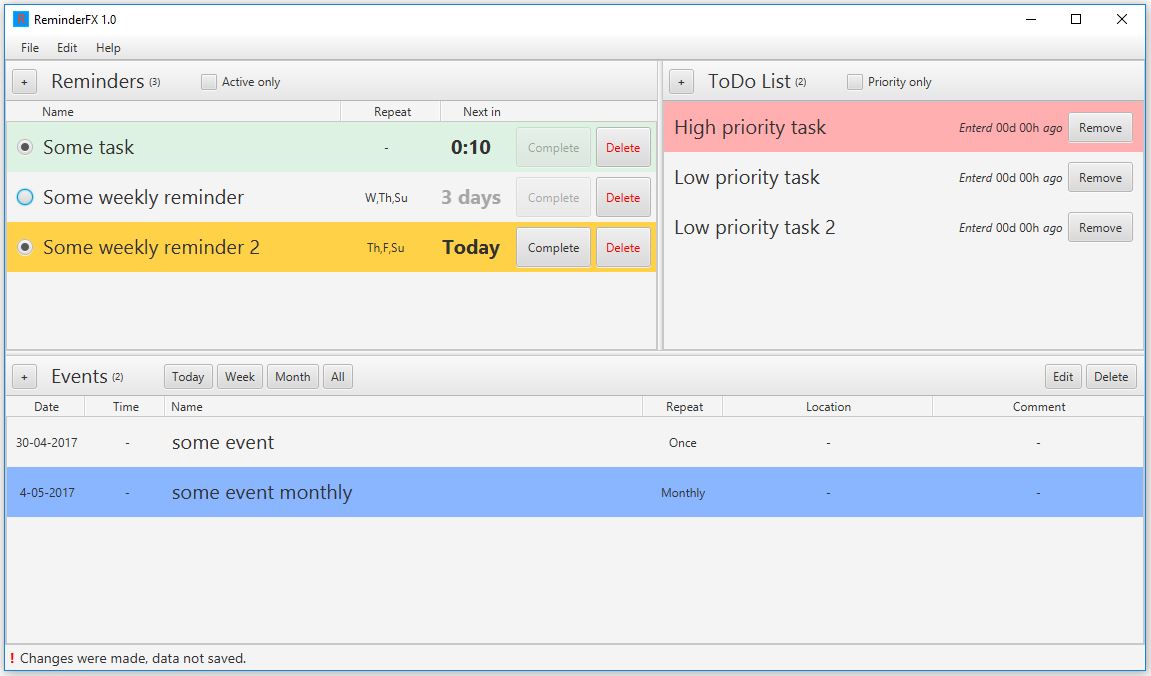 ReminderFX 1.0
File Edit Help
+ Reminders (3) Active only
Name Repeat Next in
Some task - 0:10 Complete Delete
Some weekly reminder W,Th,Su 3 days Complete Delete
Some weekly reminder 2 Th,F,Su Today Complete Delete
+ ToDo List (2) Priority only
High priority task Enterd 00d 00h ago Remove
Low priority task Enterd 00d 00h ago Remove
Low priority task 2 Enterd 00d 00h ago Remove
+ Events (2) Today Week Month All Edit Delete
Date Time Name Repeat Location Comment
30-04-2017 - some event Once - -
4-05-2017 - some event monthly Monthly - -
! Changes were made, data not saved.